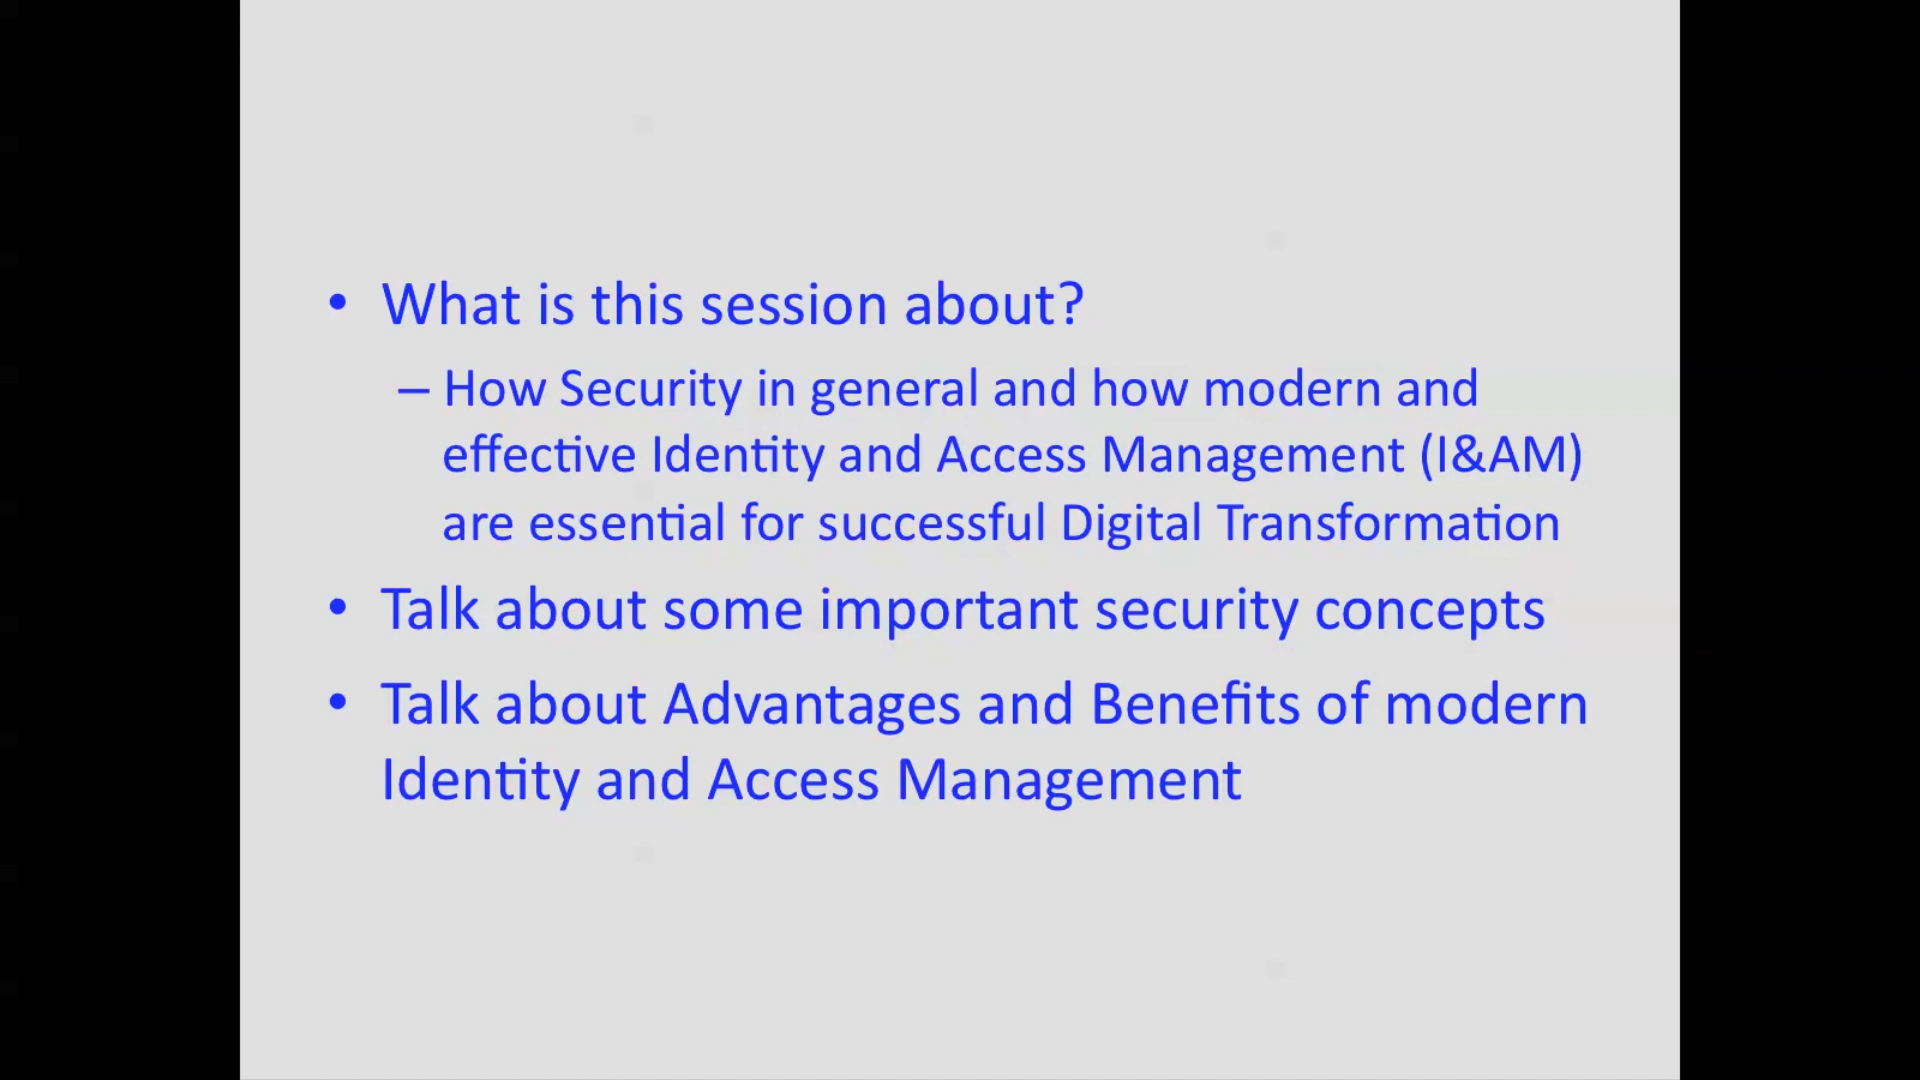 • What is this session about?
– How Security in general and how modern and
effective Identity and Access Management (I&AM)
are essential for successful Digital Transformation
• Talk about some important security concepts
• Talk about Advantages and Benefits of modern
Identity and Access Management